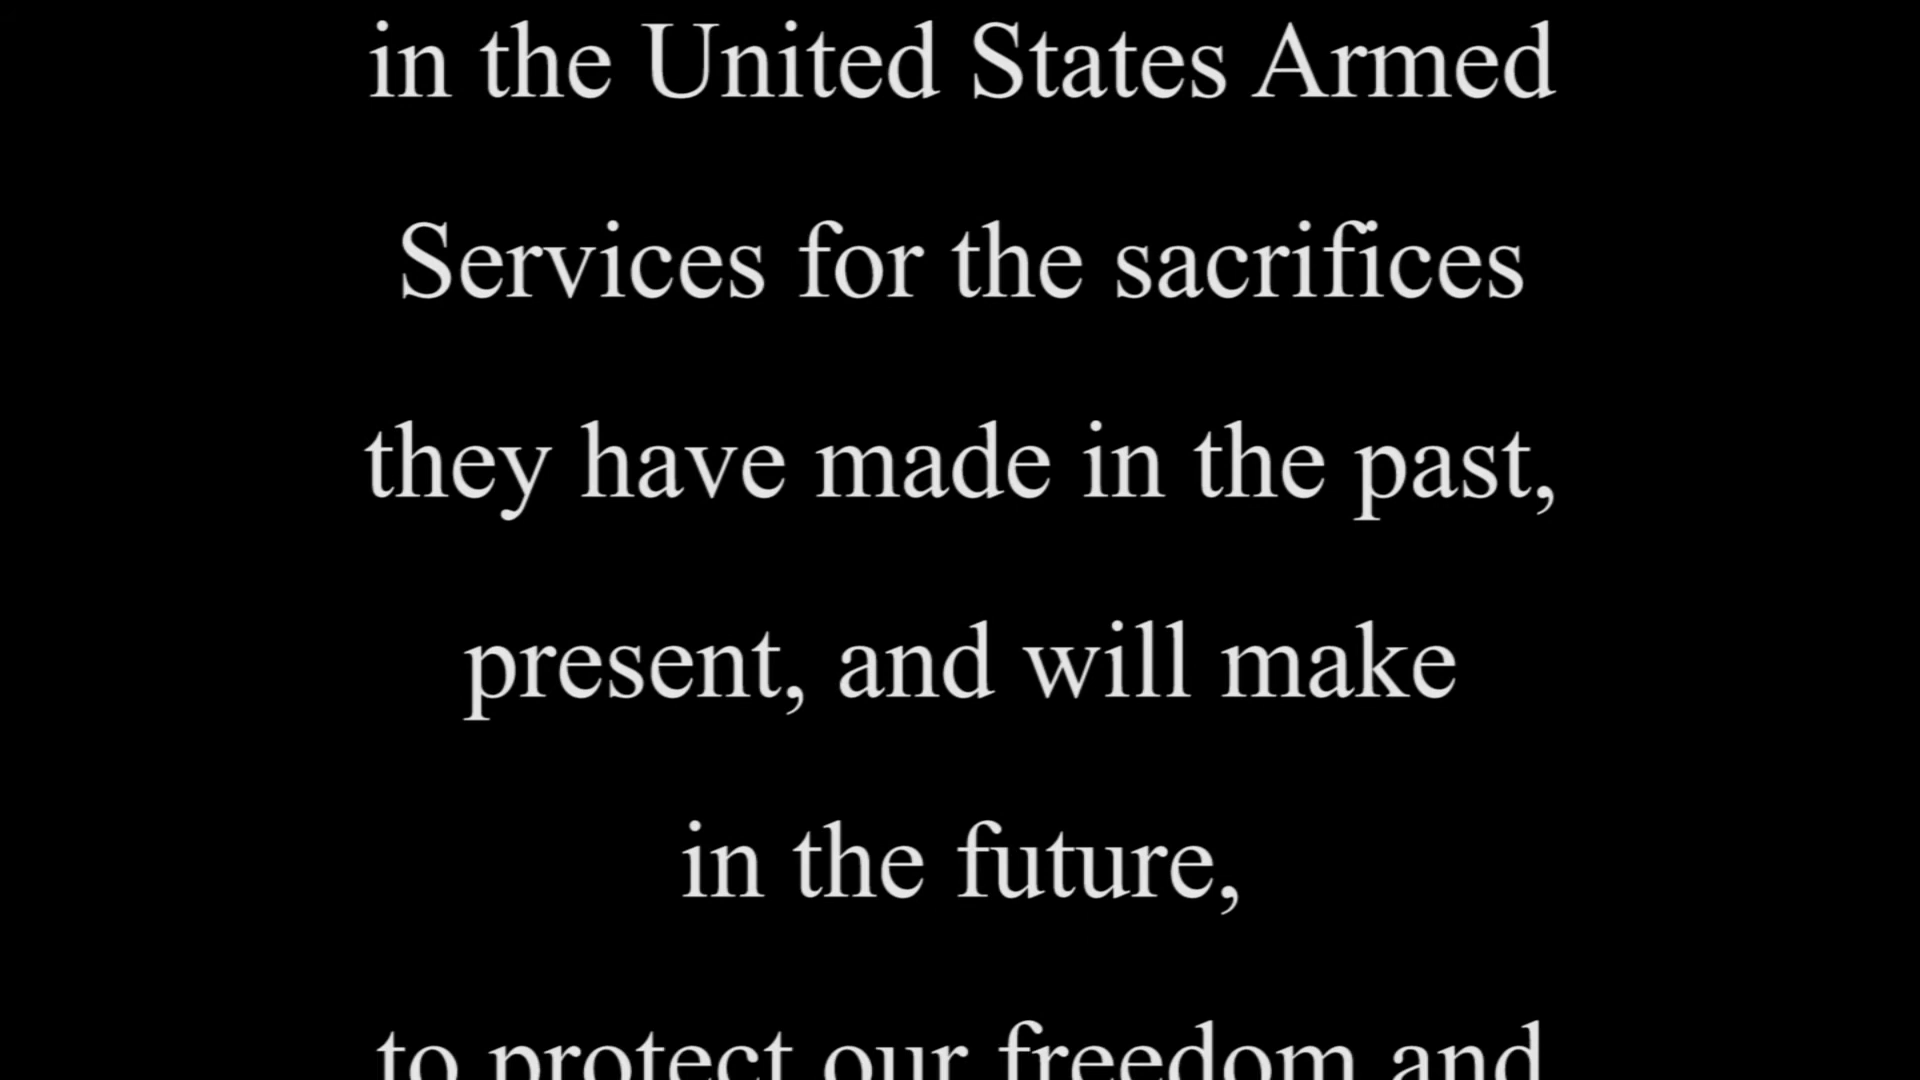 in the United States Armed
Services for the sacrifices
they have made in the past,
present, and will make
in the future,
to protect our freedom and